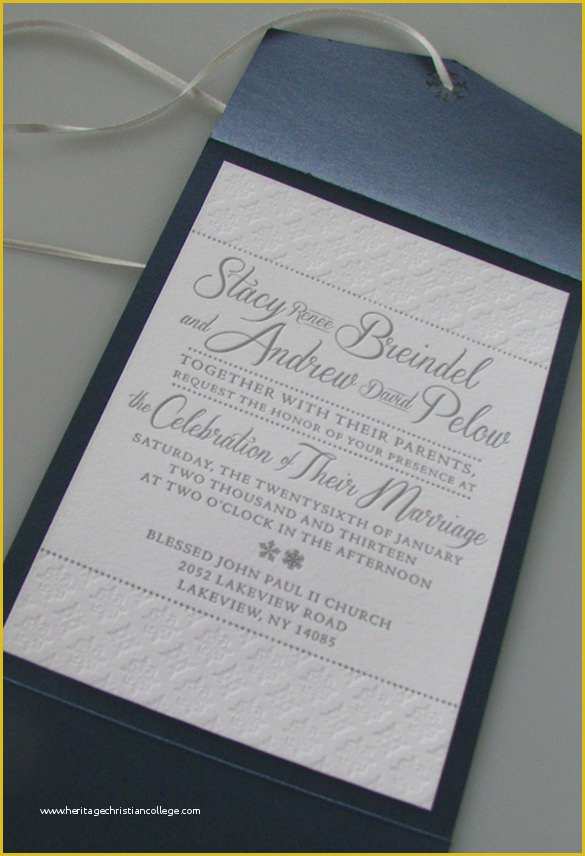 Stacy Renée Breindel
and Andrew David Pelow
TOGETHER WITH THEIR PARENTS,
REQUEST THE HONOR OF YOUR PRESENCE AT
the Celebration of Their Marriage
SATURDAY, THE TWENTYSIXTH OF JANUARY
TWO THOUSAND AND THIRTEEN
AT TWO O'CLOCK IN THE AFTERNOON
BLESSED JOHN PAUL II CHURCH
2052 LAKEVIEW ROAD
LAKEVIEW, NY 14085
www.heritagechristiancollege.com